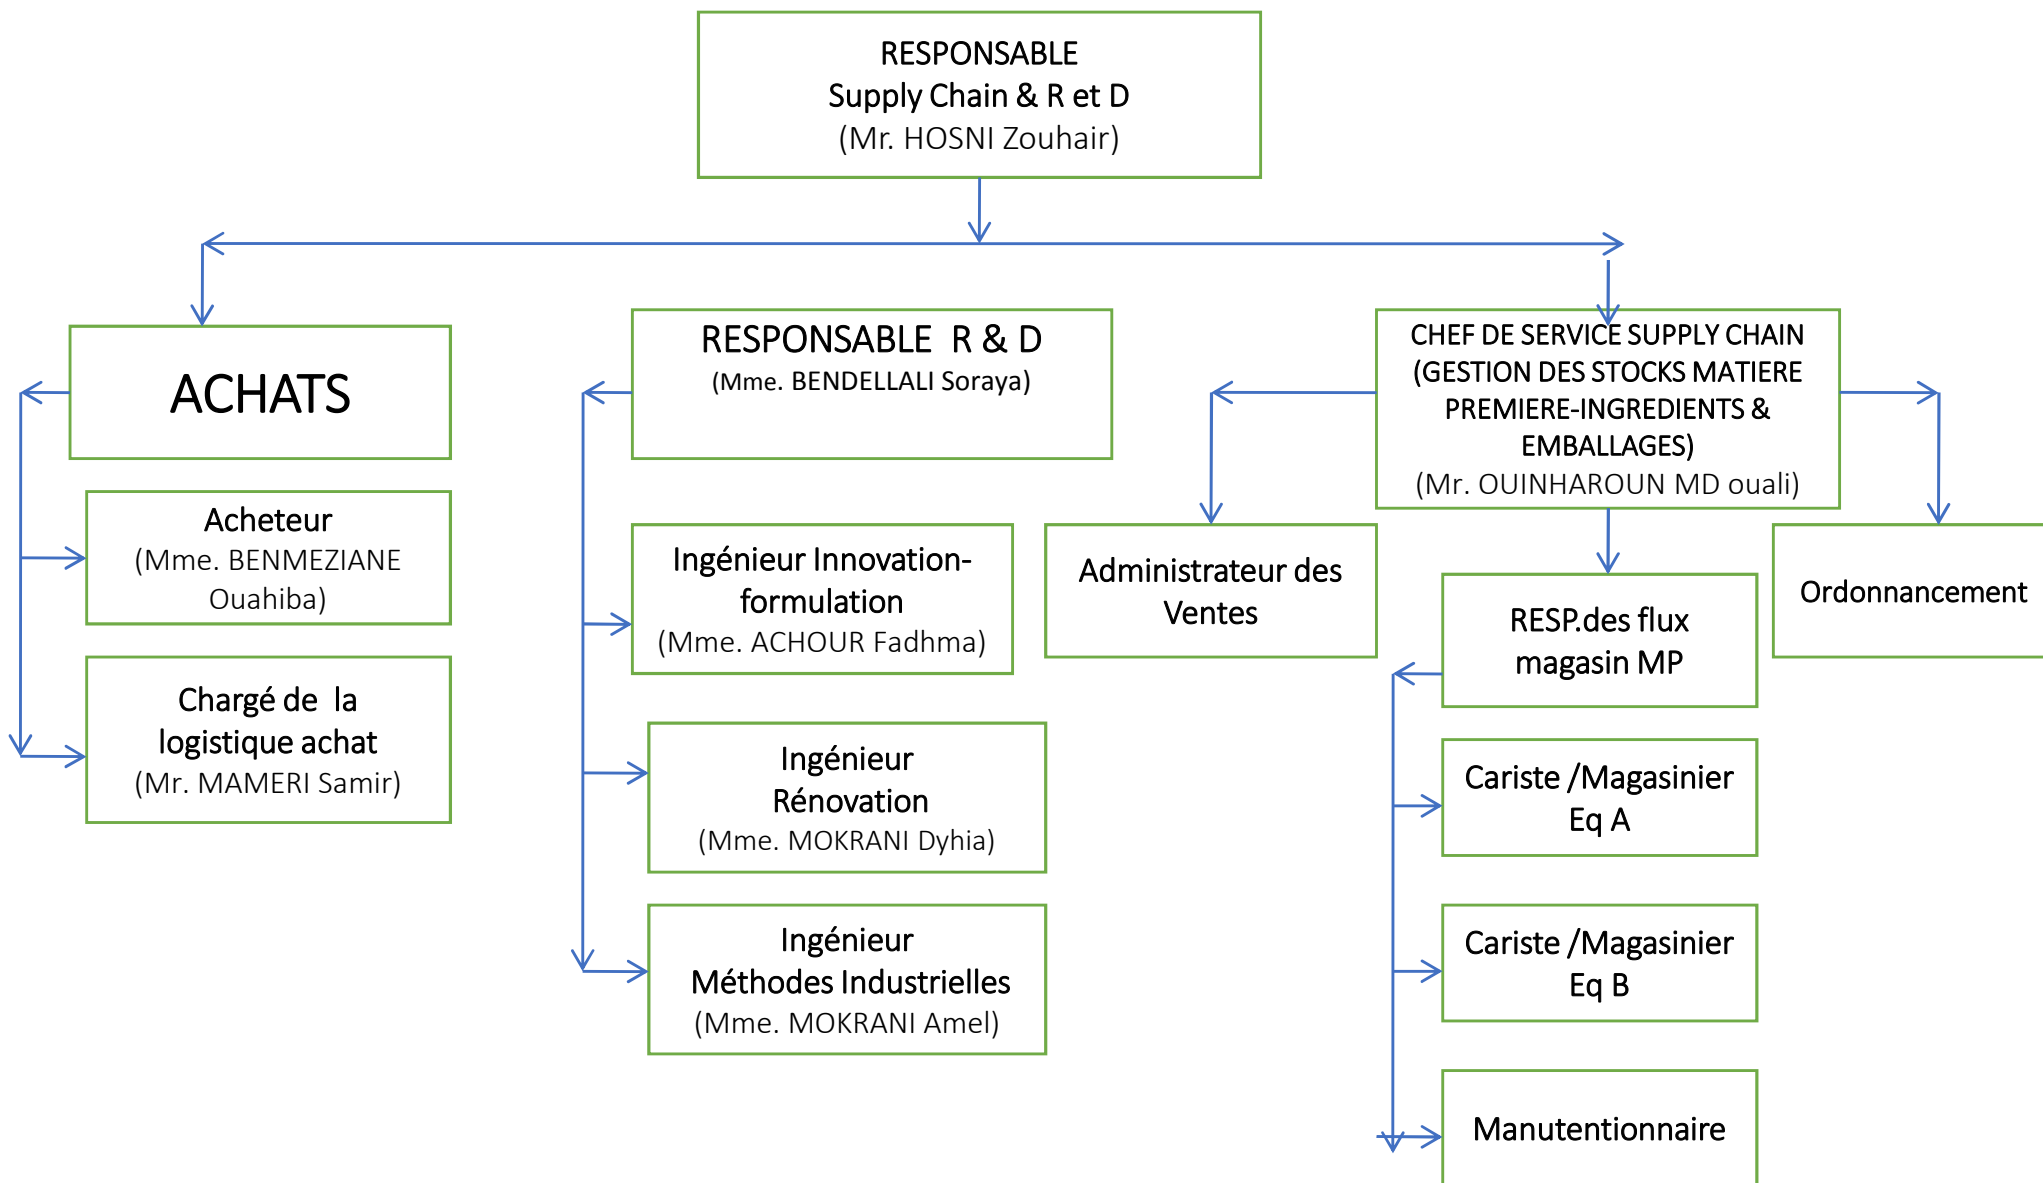 RESPONSABLE
Supply Chain & R et D
(Mr. HOSNI Zouhair)
ACHATS
Acheteur
(Mme. BENMEZIANE
Ouahiba)
Chargé de la
logistique achat
(Mr. MAMERI Samir)
RESPONSABLE R & D
(Mme. BENDELLALI Soraya)
Ingénieur Innovation-
formulation
(Mme. ACHOUR Fadhma)
Ingénieur
Rénovation
(Mme. MOKRANI Dyhia)
Ingénieur
Méthodes Industrielles
(Mme. MOKRANI Amel)
CHEF DE SERVICE SUPPLY CHAIN
(GESTION DES STOCKS MATIERE
PREMIERE-INGREDIENTS &
EMBALLAGES)
(Mr. OUINHAROUN MD ouali)
Administrateur des
Ventes
RESP.des flux
magasin MP
Cariste /Magasinier
Eq A
Cariste /Magasinier
Eq B
Manutentionnaire
Ordonnancement